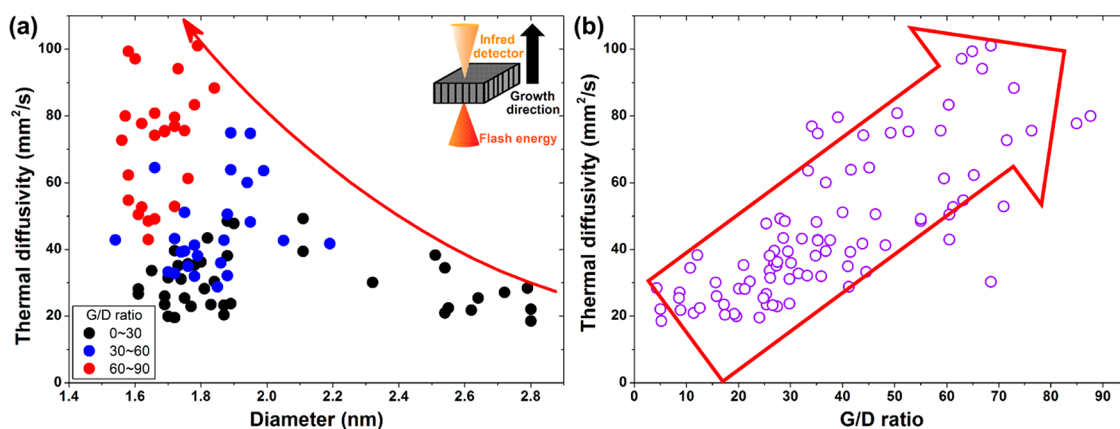 (a)
Thermal diffusivity (mm²/s)
100
80
60
40
20
0
Infred
detector
Growth
direction
Flash energy
G/D ratio
0~30
30~60
60~90
1.4 1.6 1.8 2.0 2.2 2.4 2.6 2.8
Diameter (nm)
(b)
Thermal diffusivity (mm²/s)
100
80
60
40
20
0
0 10 20 30 40 50 60 70 80 90
G/D ratio